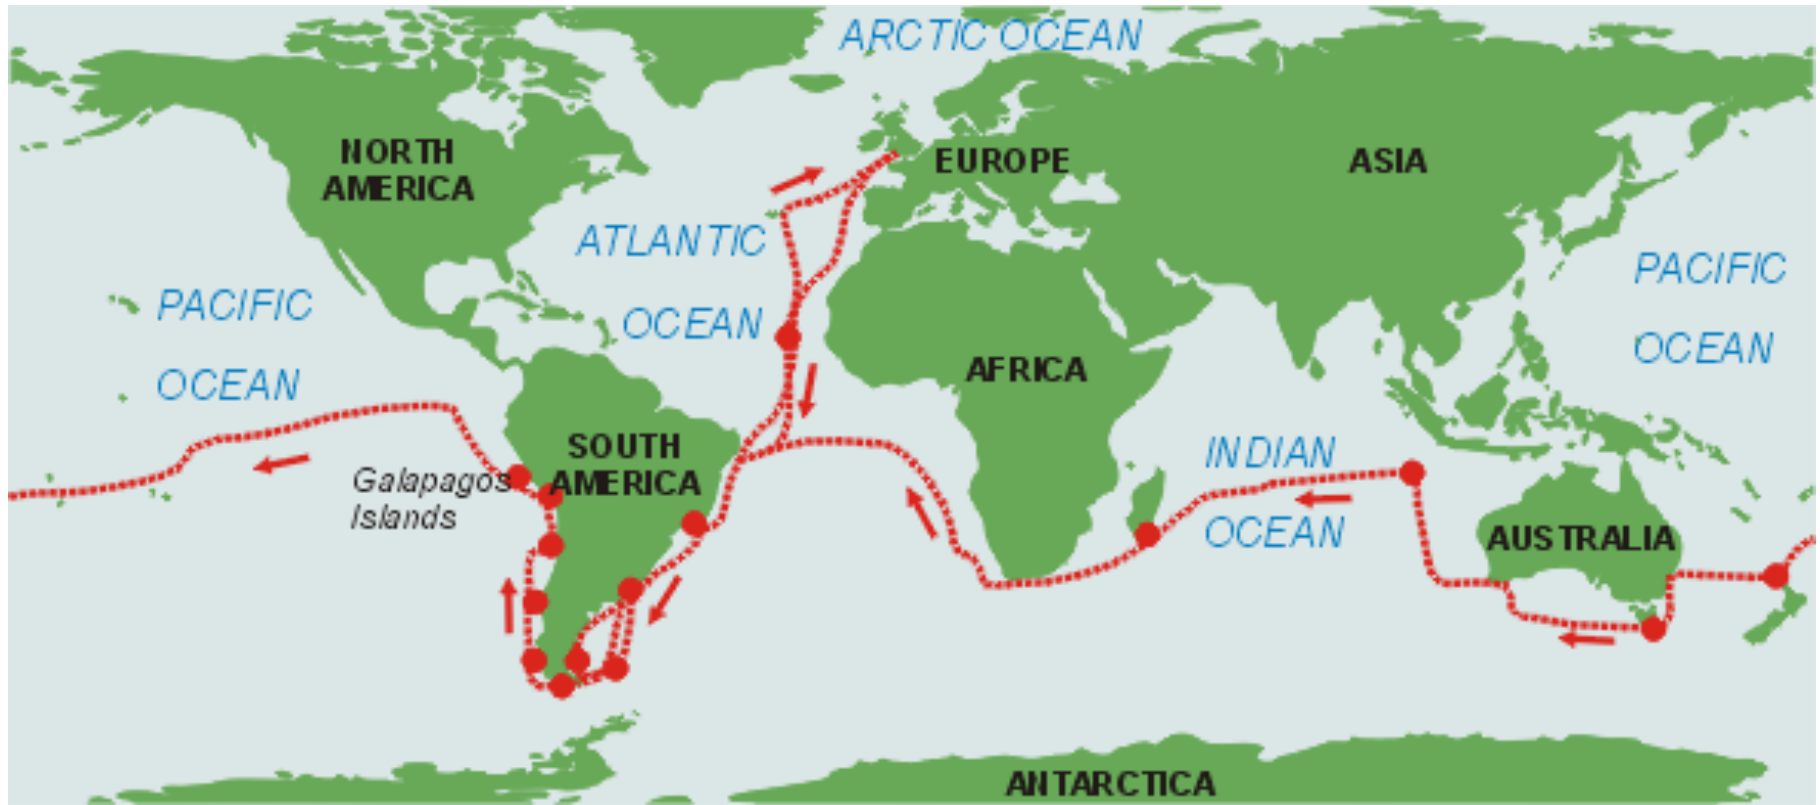 ARCTIC OCEAN
NORTH
AMERICA
EUROPE
ASIA
ATLANTIC
OCEAN
PACIFIC
OCEAN
PACIFIC
OCEAN
AFRICA
SOUTH
AMERICA
Galapagos
Islands
INDIAN
OCEAN
AUSTRALIA
ANTARCTICA